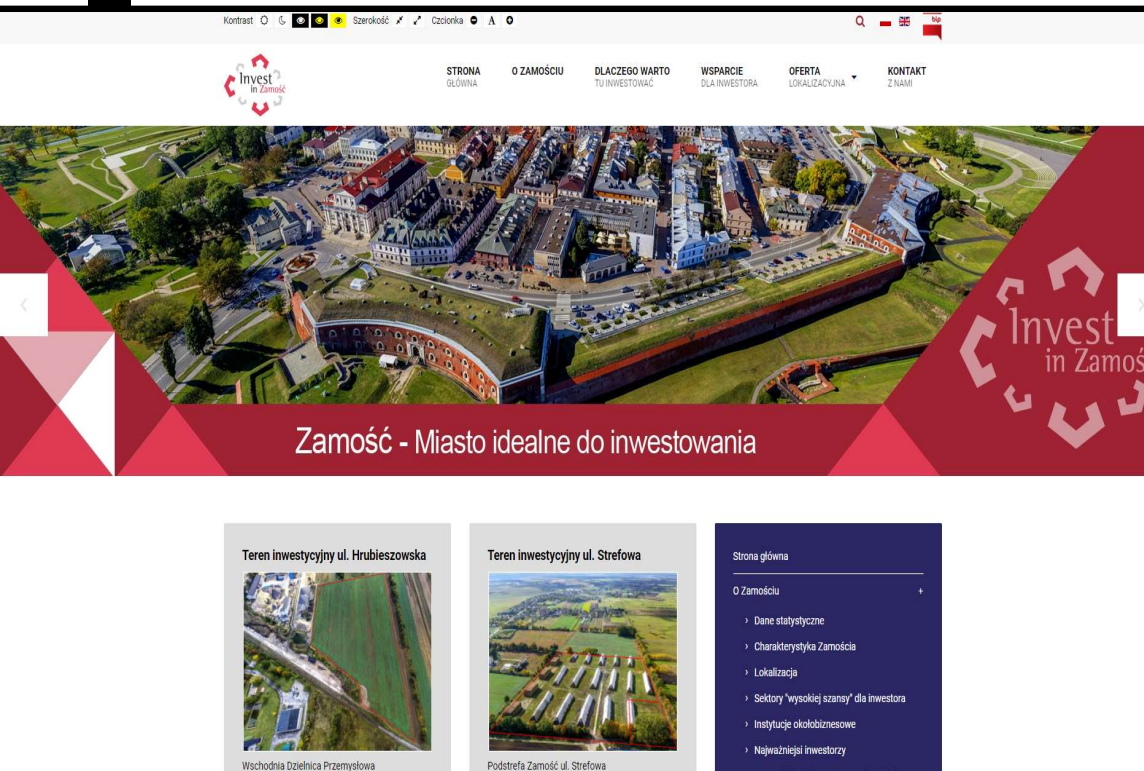 Kontrast Szerokość Czcionka A
bip
Invest
in Zamość
STRONA
GŁÓWNA
O ZAMOŚCIU
DLACZEGO WARTO
TU INWESTOWAĆ
WSPARCIE
DLA INWESTORA
OFERTA
LOKALIZACYJNA
KONTAKT
Z NAMI
Invest
in Zamoś
Zamość - Miasto idealne do inwestowania
Teren inwestycyjny ul. Hrubieszowska
Wschodnia Dzielnica Przemysłowa
Teren inwestycyjny ul. Strefowa
Podstrefa Zamość ul. Strefowa
Strona główna
O Zamościu +
› Dane statystyczne
› Charakterystyka Zamościa
› Lokalizacja
› Sektory "wysokiej szansy" dla inwestora
› Instytucje okołobiznesowe
› Najważniejsi inwestorzy